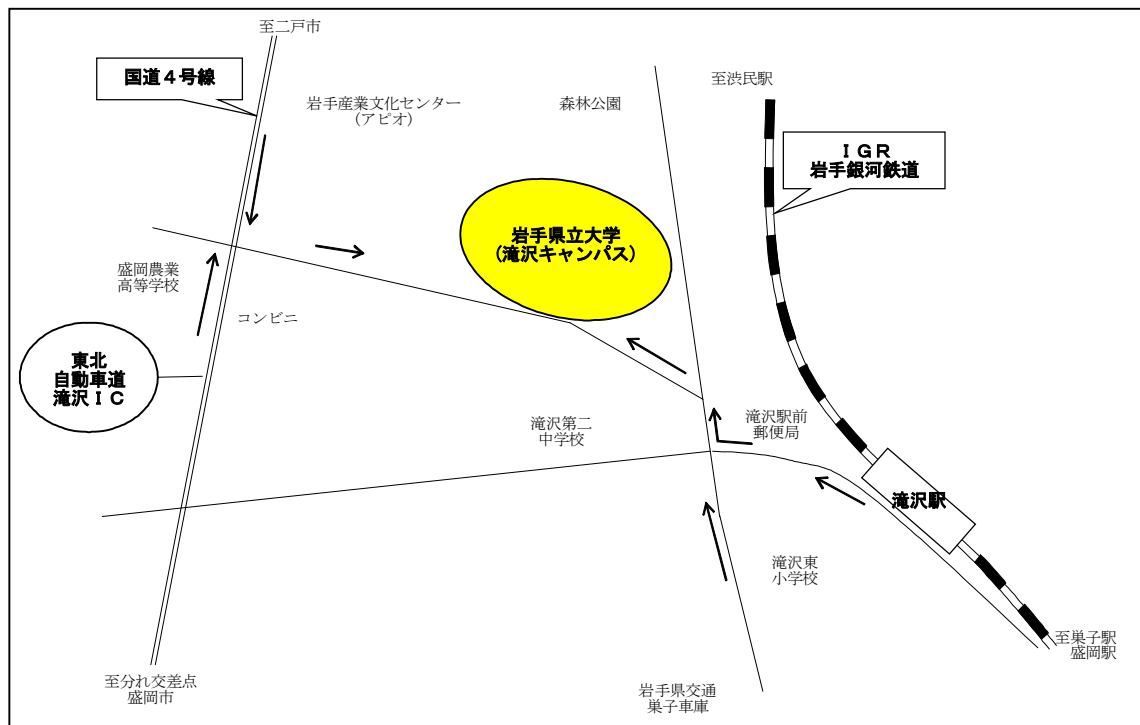 至二戸市
国道４号線
岩手産業文化センター
（アピオ）
森林公園
至渋民駅
ＩＧＲ
岩手銀河鉄道
岩手県立大学
（滝沢キャンパス）
盛岡農業
高等学校
コンビニ
東北
自動車道
滝沢ＩＣ
滝沢第二
中学校
滝沢駅前
郵便局
滝沢駅
滝沢東
小学校
至巣子駅
盛岡駅
至分れ交差点
盛岡市
岩手県交通
巣子車庫